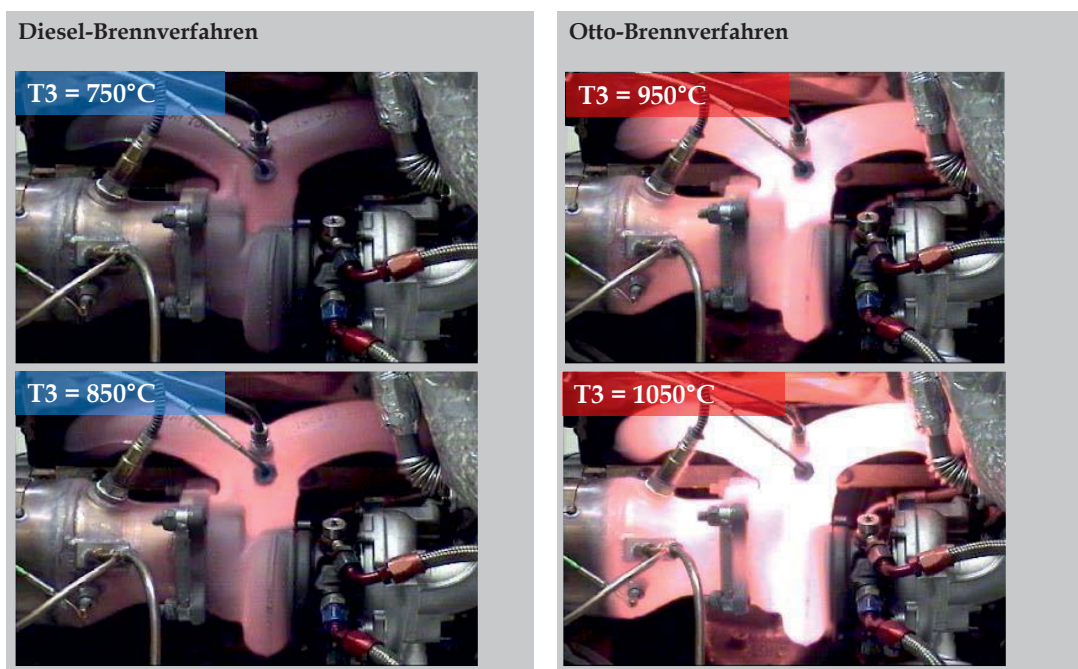 Diesel-Brennverfahren
T3 = 750°C
T3 = 850°C
Otto-Brennverfahren
T3 = 950°C
T3 = 1050°C